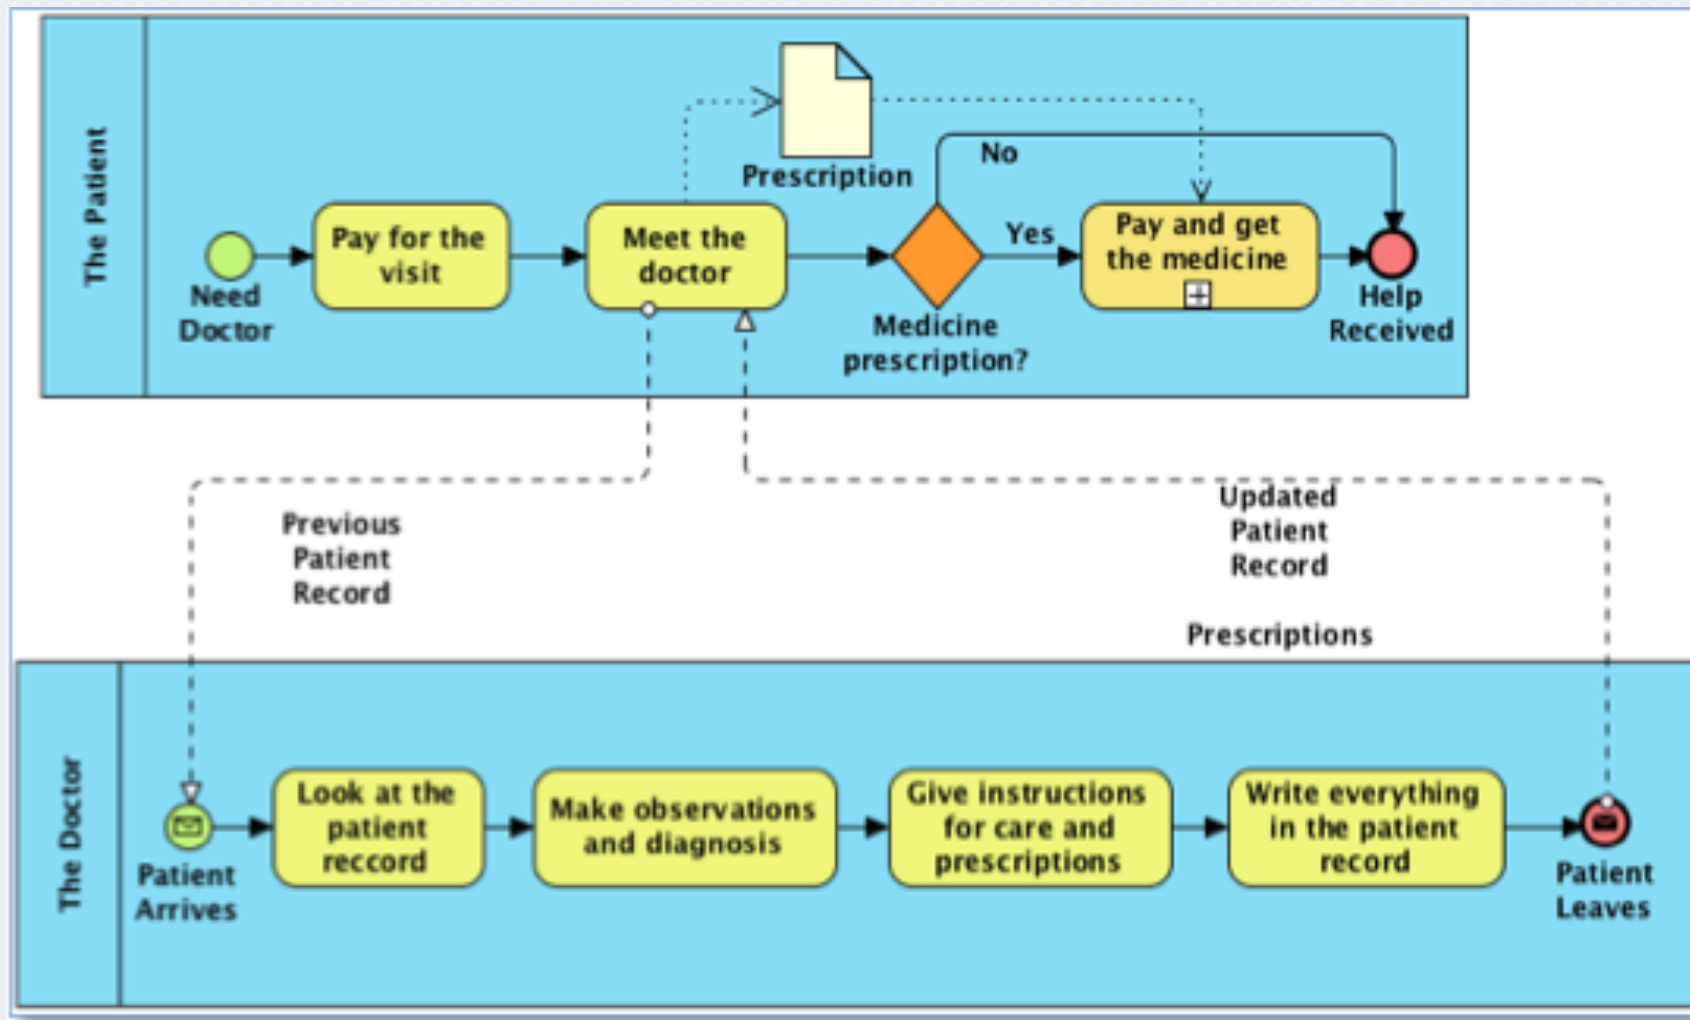 The Patient
Prescription
No
Pay for the
visit
Meet the
doctor
Yes
Pay and get
the medicine
Need
Doctor
Medicine
prescription?
Help
Received
Previous
Patient
Record
Updated
Patient
Record
Prescriptions
The Doctor
Look at the
patient
reccord
Make observations
and diagnosis
Give instructions
for care and
prescriptions
Write everything
in the patient
record
Patient
Arrives
Patient
Leaves